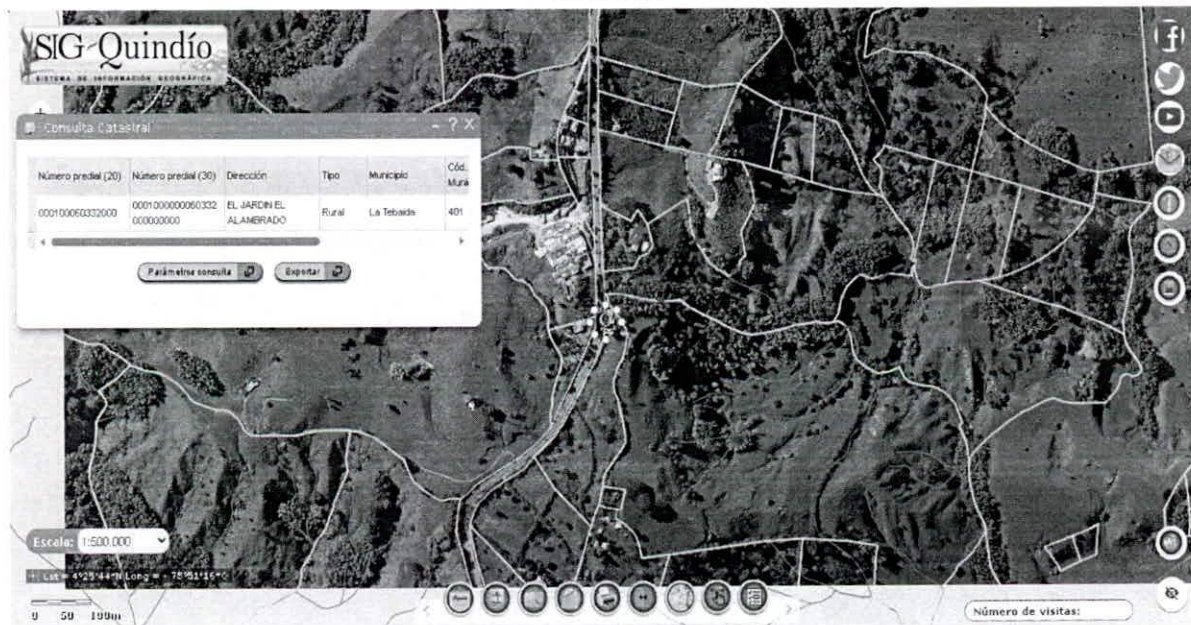 SIG-Quindío
SISTEMA DE INFORMACIÓN GEOGRÁFICA
Consulta Catastral
Número predial (20) Número predial (30) Dirección Tipo Municipio Cód.
000100060332000 0001000000060332 000000000 EL JARDIN EL ALAMBRADO Rural La Tebaida 401
Parámetros consulta Exportar
Escala: 1:500.000
0 50 100m
Número de visitas: